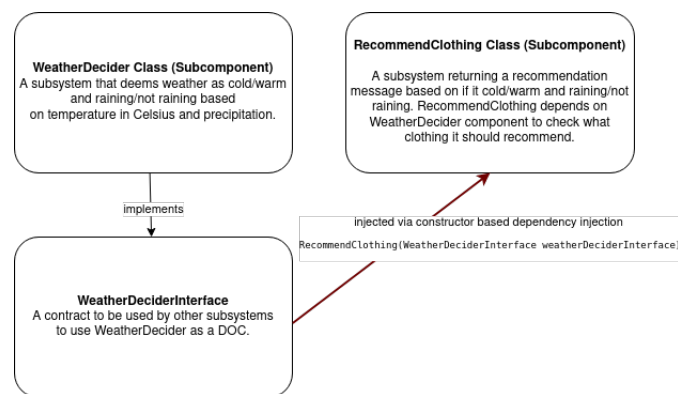 WeatherDecider Class (Subcomponent)
A subsystem that deems weather as cold/warm
and raining/not raining based
on temperature in Celsius and precipitation.
RecommendClothing Class (Subcomponent)
A subsystem returning a recommendation
message based on if it cold/warm and raining/not
raining. RecommendClothing depends on
WeatherDecider component to check what
clothing it should recommend.
implements
injected via constructor based dependency injection
RecommendClothing(WeatherDeciderInterface weatherDeciderInterface)
WeatherDeciderInterface
A contract to be used by other subsystems
to use WeatherDecider as a DOC.